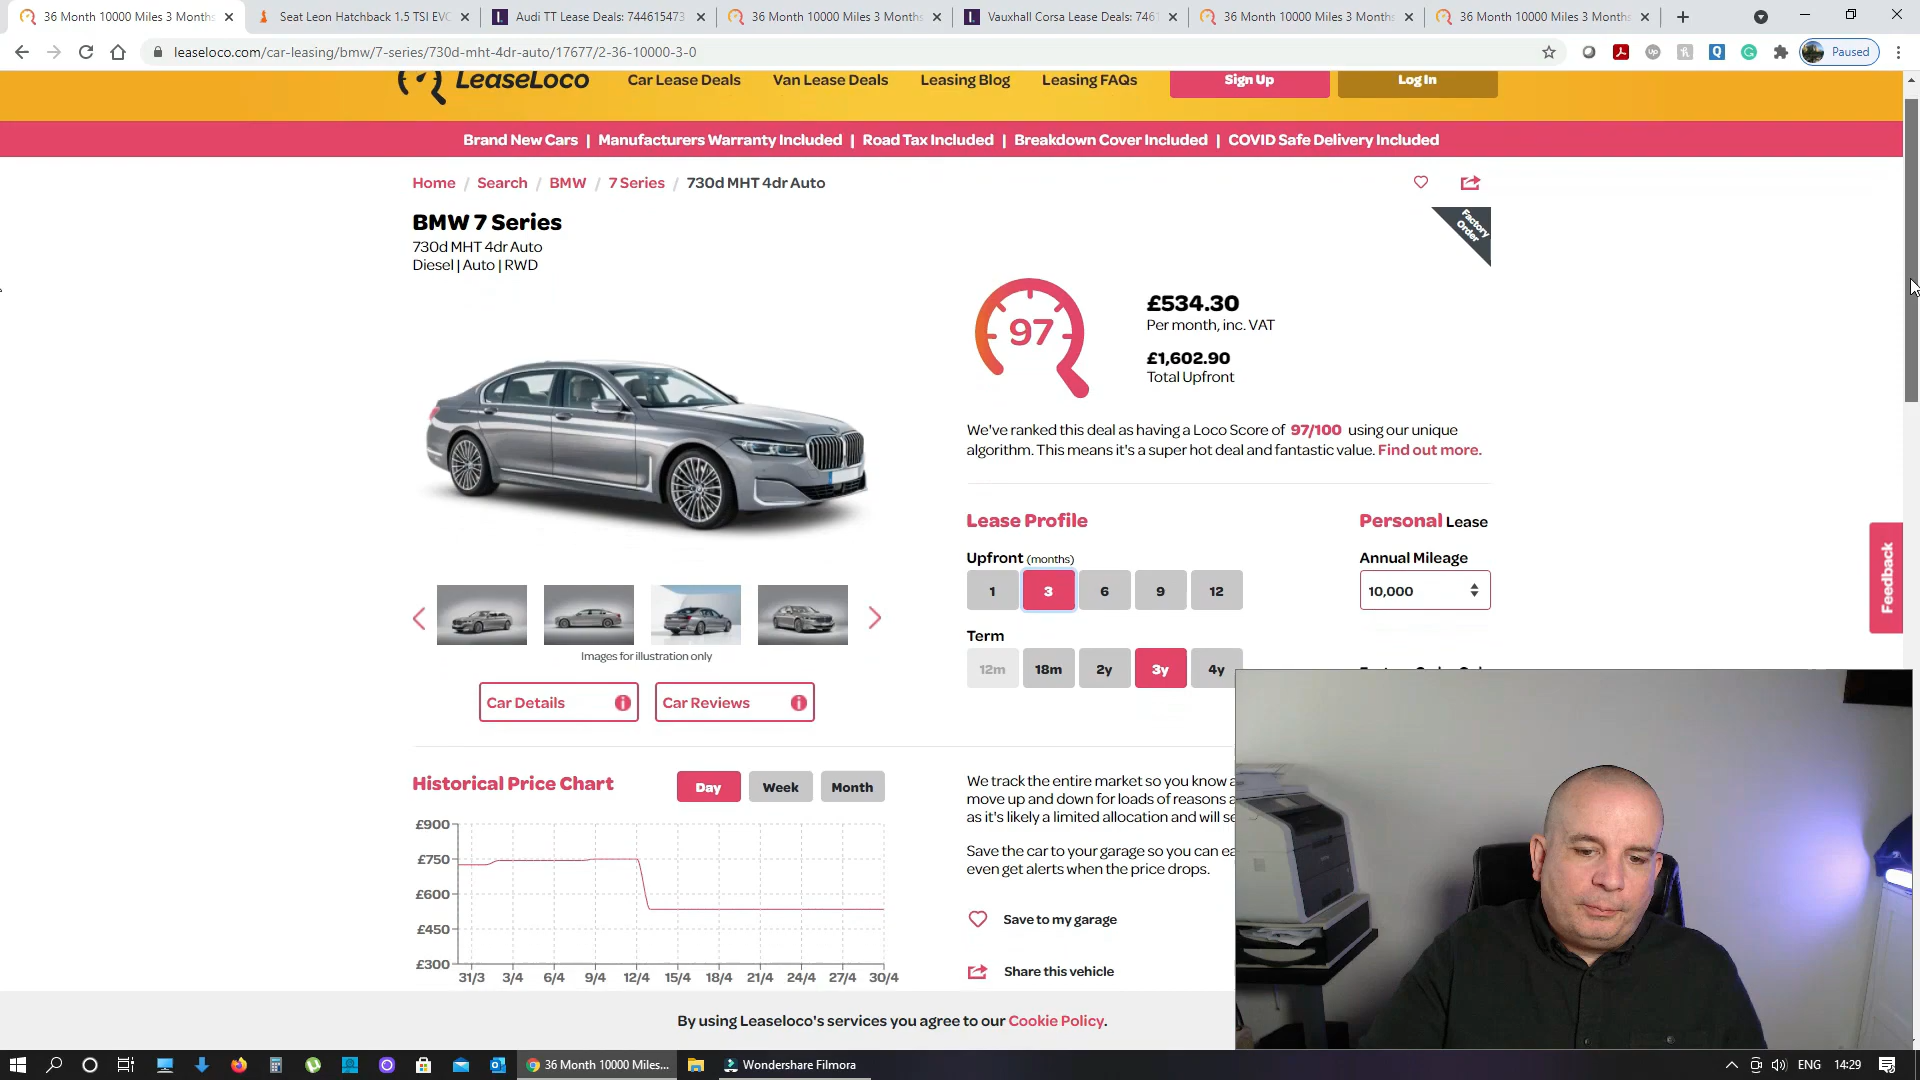 36 Month 10000 Miles 3 Months
Seat Leon Hatchback 1.5 TSI EVO
Audi TT Lease Deals: 744615473
36 Month 10000 Miles 3 Months
Vauxhall Corsa Lease Deals: 746
36 Month 10000 Miles 3 Months
36 Month 10000 Miles 3 Months
leaseloco.com/car-leasing/bmw/7-series/730d-mht-4dr-auto/17677/2-36-10000-3-0
Paused
LeaseLoco
Car Lease Deals
Van Lease Deals
Leasing Blog
Leasing FAQs
Sign Up
Log In
Brand New Cars | Manufacturers Warranty Included | Road Tax Included | Breakdown Cover Included | COVID Safe Delivery Included
Home / Search / BMW / 7 Series / 730d MHT 4dr Auto
Factory Order
BMW 7 Series
730d MHT 4dr Auto
Diesel | Auto | RWD
97
£534.30
Per month, inc. VAT
£1,602.90
Total Upfront
We've ranked this deal as having a Loco Score of 97/100 using our unique
algorithm. This means it's a super hot deal and fantastic value. Find out more.
Lease Profile
Personal Lease
Upfront (months)
Annual Mileage
1 3 6 9 12
10,000
Term
12m 18m 2y 3y 4y
Feedback
Images for illustration only
Car Details
Car Reviews
Historical Price Chart
Day
Week
Month
£900
£750
£600
£450
£300
31/3 3/4 6/4 9/4 12/4 15/4 18/4 21/4 24/4 27/4 30/4
We track the entire market so you know
move up and down for loads of reasons
as it's likely a limited allocation and will
Save the car to your garage so you can
even get alerts when the price drops.
Save to my garage
Share this vehicle
By using Leaseloco's services you agree to our Cookie Policy.
36 Month 10000 Miles...
Wondershare Filmora
ENG
14:29